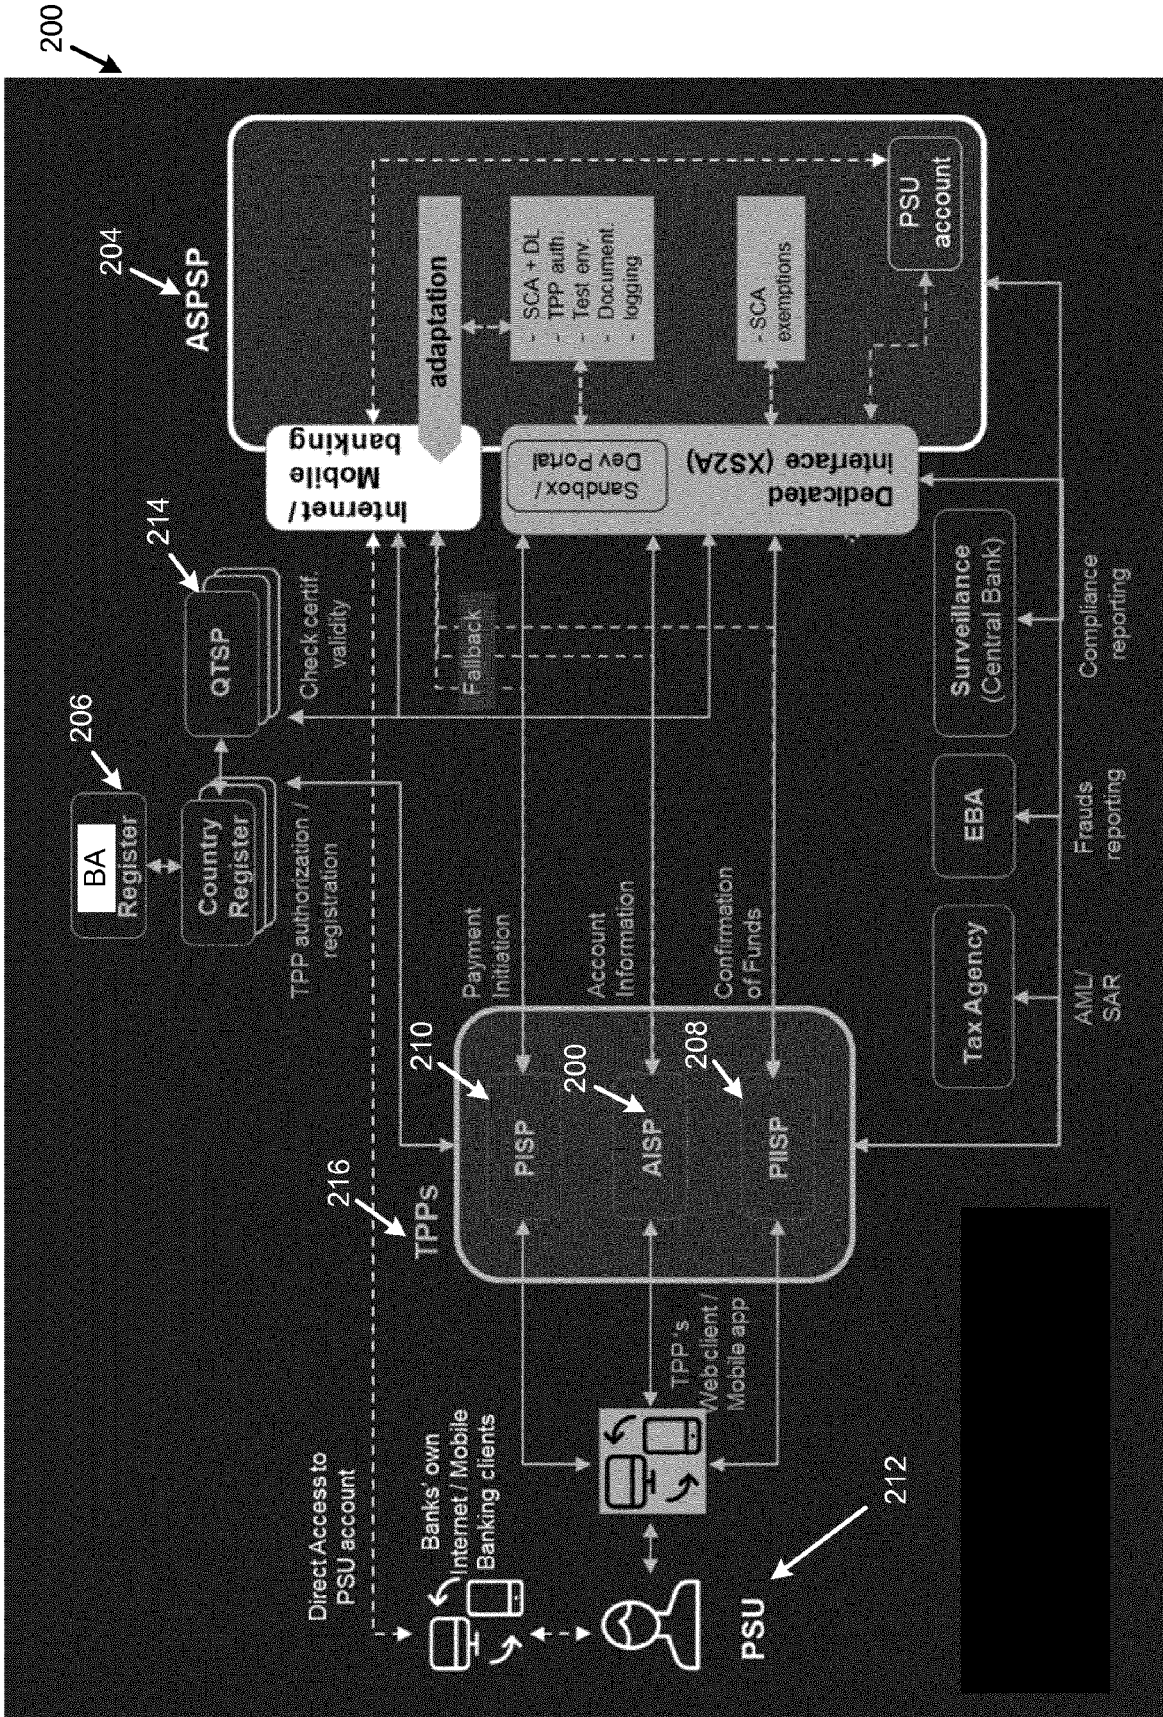 200
ASPSP
204
Internet /
Mobile
banking
adaptation
- SCA + DL
- TPP auth.
- Test env.
- Document.
- logging
Sandbox /
Dev Portal
Dedicated
Interface (XS2A)
- SCA
exemptions
PSU
account
BA
Register
206
Country
Register
QTSP
214
Check certif.
validity
TPP authorization /
registration
Fallback
Payment
Initiation
Account
Information
Confirmation
of Funds
TPPs
216
PISP
210
AISP
200
PIISP
208
Direct Access to
PSU account
Banks' own
Internet / Mobile
Banking clients
TPP 's
Web client /
Mobile app
PSU
212
Tax Agency
EBA
Surveillance
(Central Bank)
AML/
SAR
Frauds
reporting
Compliance
reporting